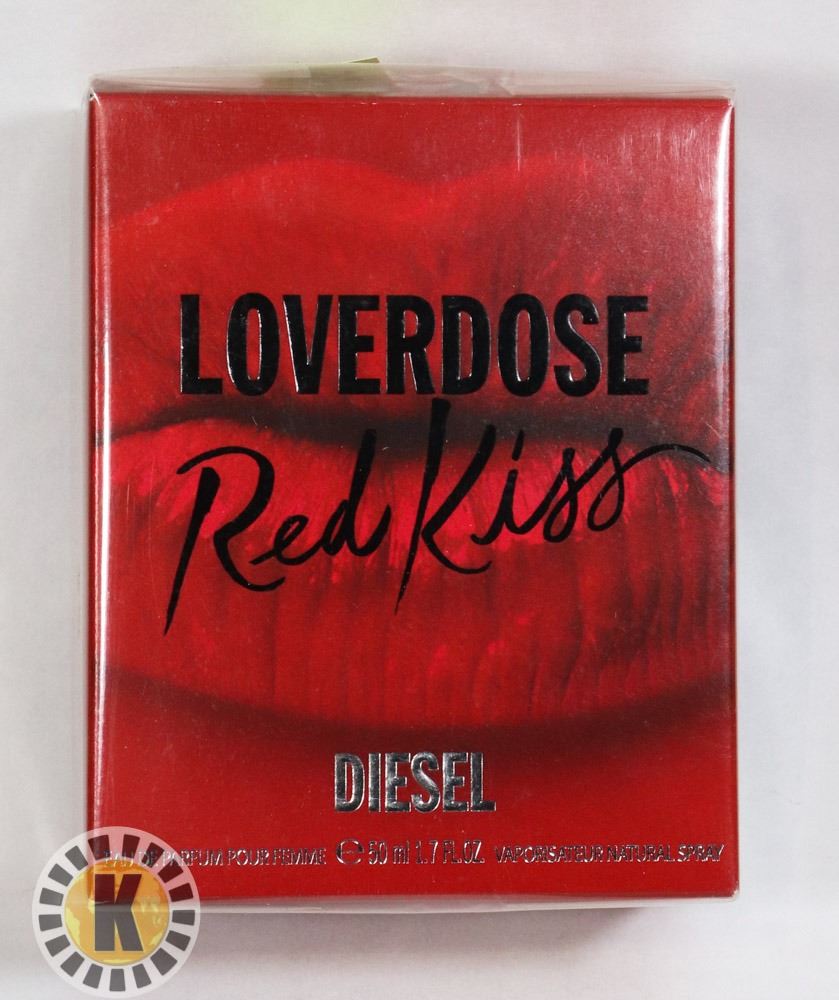 LOVERDOSE
Red Kiss
DIESEL
EAU DE PARFUM POUR FEMME ℮ 50 ml 1.7 FL.OZ. VAPORISATEUR NATURAL SPRAY
K